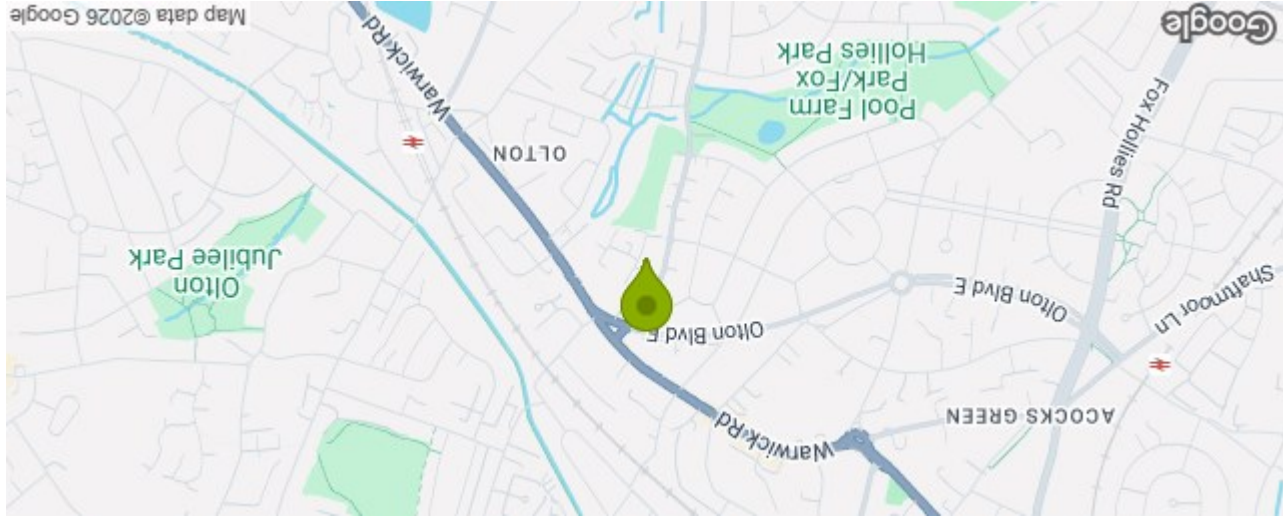 Warwick Rd
ACOCKS GREEN
Olton Blvd E
Shaftmoor Ln
Olton Blvd E
Olton
Jubilee Park
Fox Hollies Rd
OLTON
Pool Farm
Park/Fox
Hollies Park
Warwick Rd
Google
Map data ©2026 Google